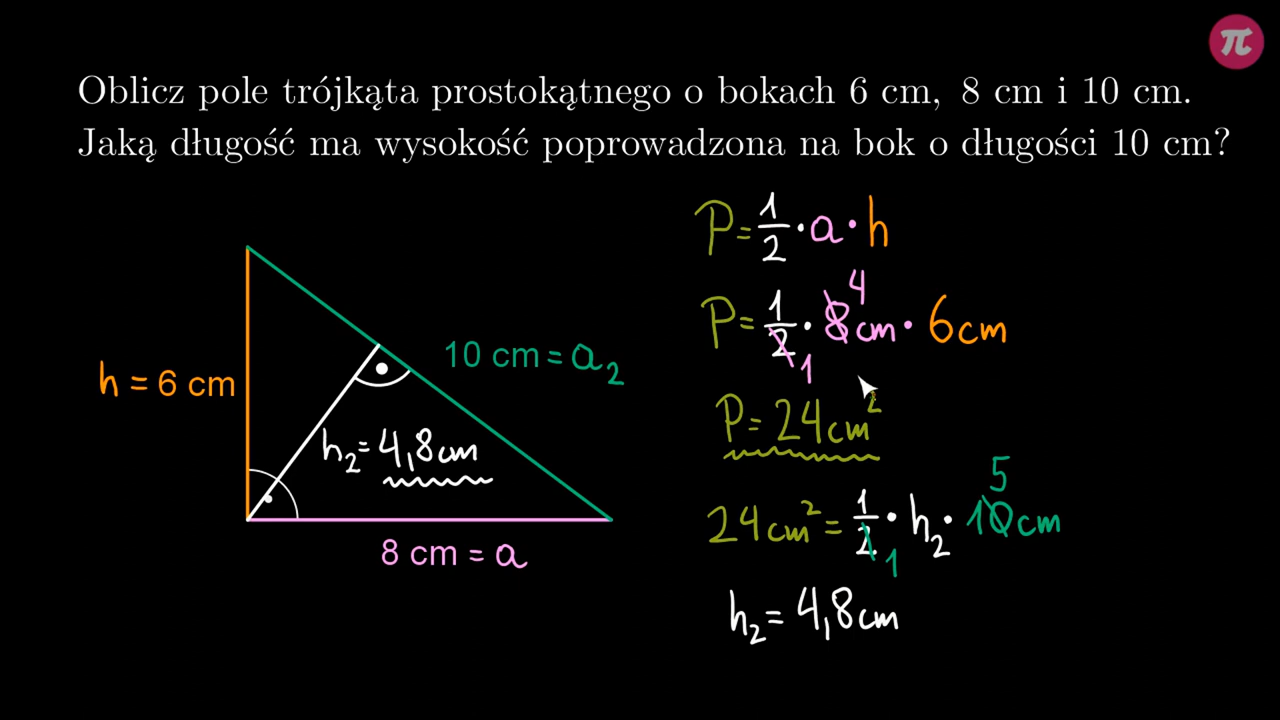 π
Oblicz pole trójkąta prostokątnego o bokach 6 cm, 8 cm i 10 cm.
Jaką długość ma wysokość poprowadzona na bok o długości 10 cm?
h = 6 cm
10 cm = a₂
h₂ = 4,8 cm
8 cm = a
P = 1/2 · a · h
4
P = 1/2 · 8 cm · 6 cm
1
P = 24 cm²
5
24 cm² = 1/2 · h₂ · 10 cm
1
h₂ = 4,8 cm